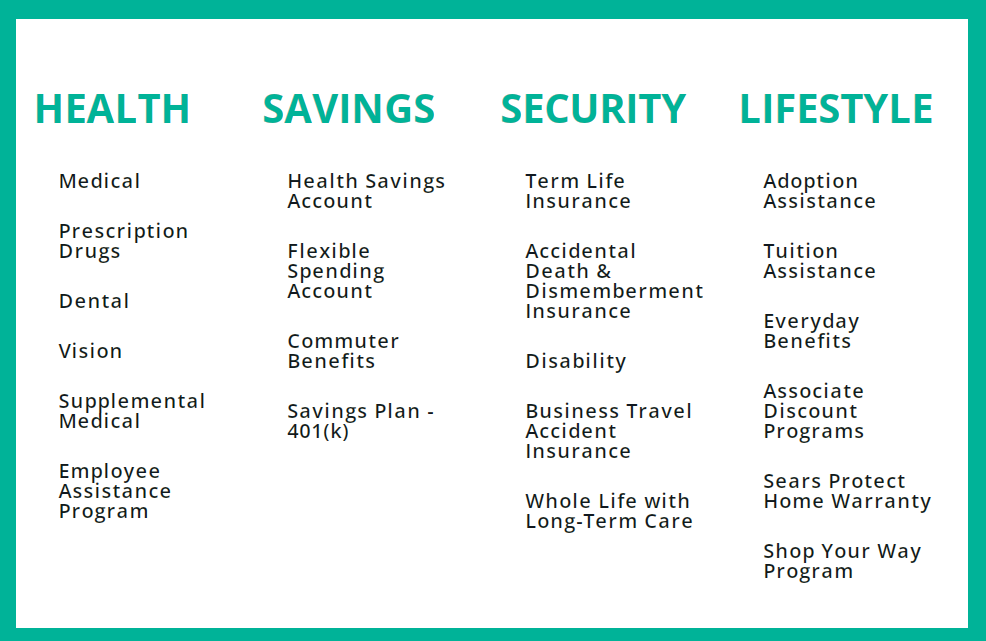 HEALTH
Medical
Prescription
Drugs
Dental
Vision
Supplemental
Medical
Employee
Assistance
Program
SAVINGS
Health Savings
Account
Flexible
Spending
Account
Commuter
Benefits
Savings Plan -
401(k)
SECURITY
Term Life
Insurance
Accidental
Death &
Dismemberment
Insurance
Disability
Business Travel
Accident
Insurance
Whole Life with
Long-Term Care
LIFESTYLE
Adoption
Assistance
Tuition
Assistance
Everyday
Benefits
Associate
Discount
Programs
Sears Protect
Home Warranty
Shop Your Way
Program